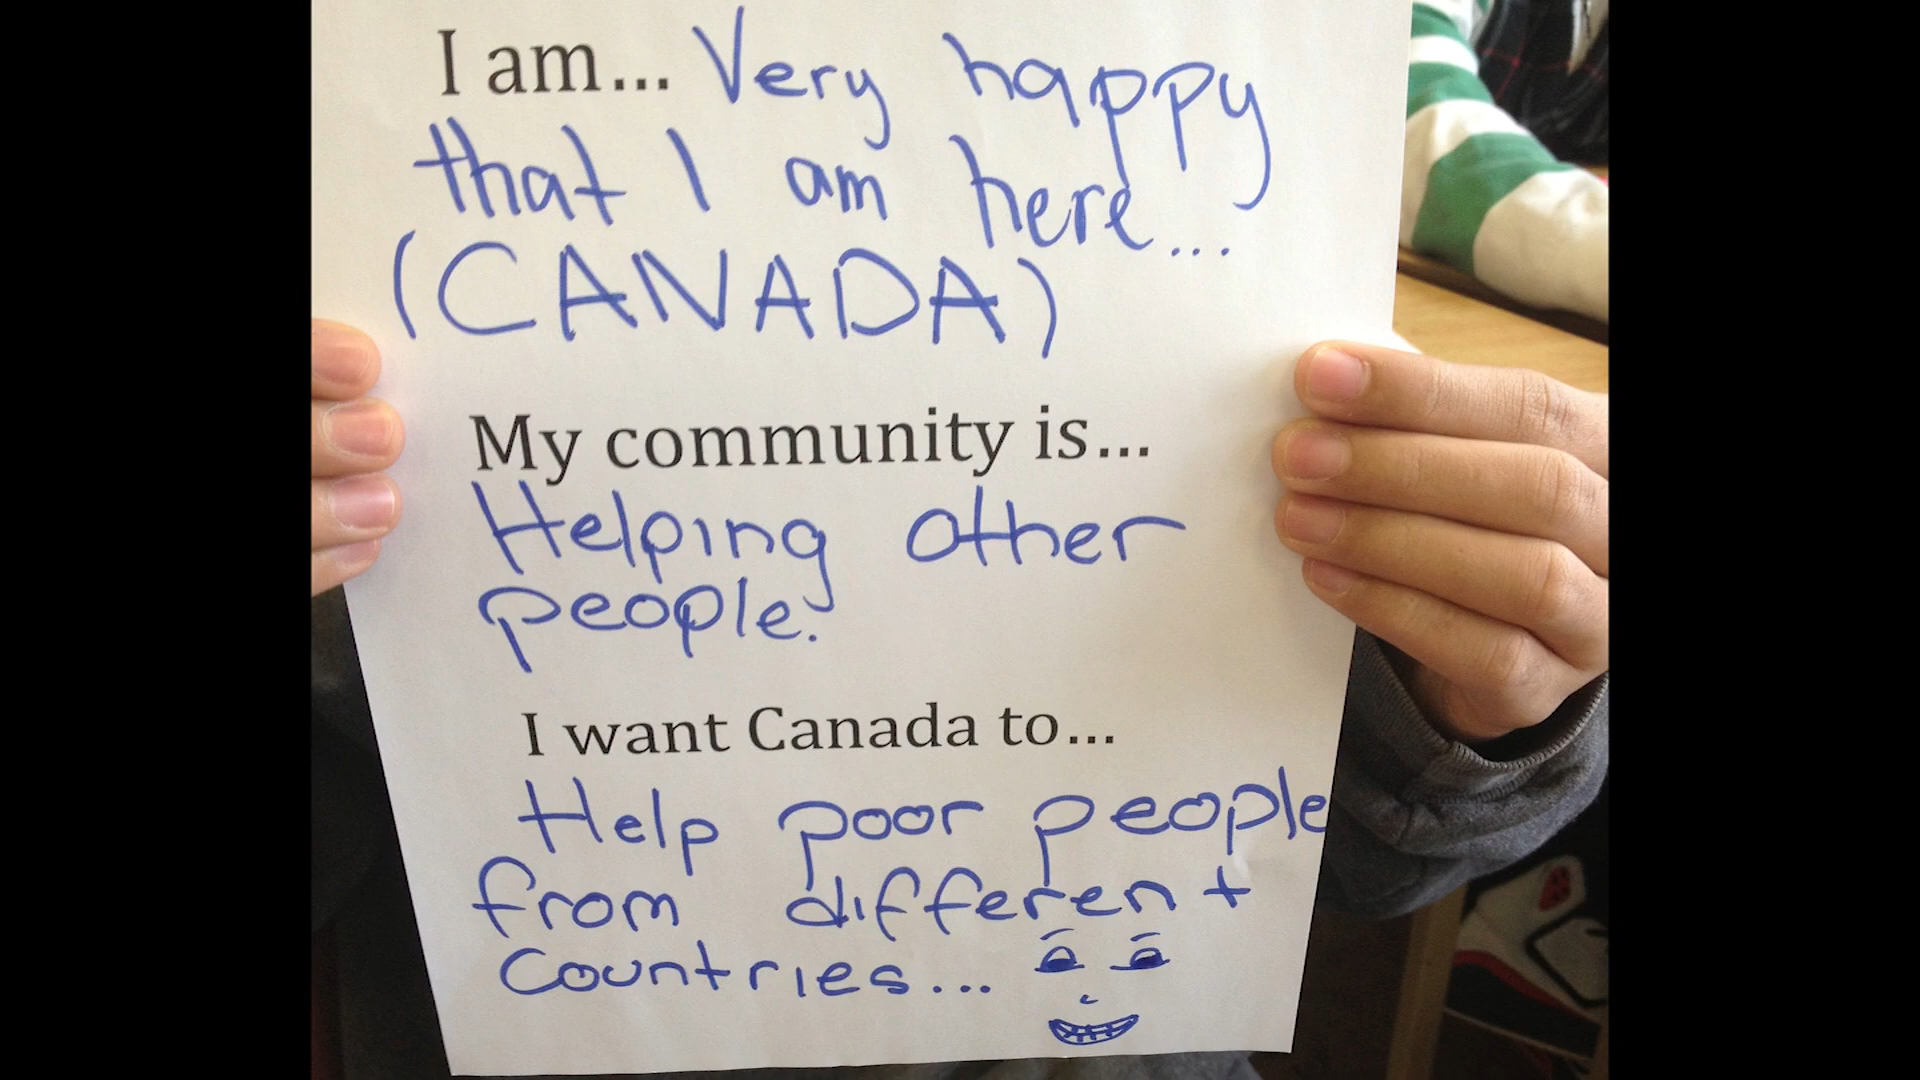 I am... Very happy
that I am here...
(CANADA)
My community is...
Helping other
people.
I want Canada to...
Help poor people
from different
countries...